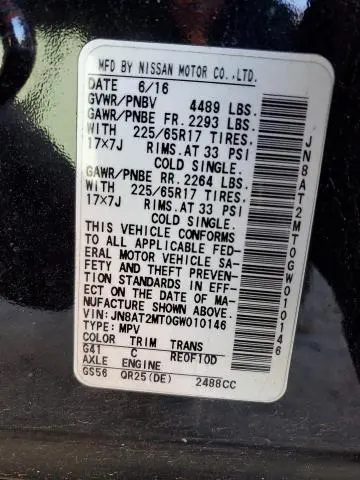 MFD BY NISSAN MOTOR CO.,LTD.
DATE 6/16
GVWR/PNBV 4489 LBS.
GAWR/PNBE FR. 2293 LBS.
WITH 225/65R17 TIRES
17×7J RIMS.AT 33 PSI
COLD SINGLE.
GAWR/PNBE RR. 2264 LBS.
WITH 225/65R17 TIRES
17×7J RIMS.AT 33 PSI
COLD SINGLE.
THIS VEHICLE CONFORMS
TO ALL APPLICABLE FED-
ERAL MOTOR VEHICLE SA-
FETY AND THEFT PREVEN-
TION STANDARDS IN EFF-
ECT ON THE DATE OF MA-
NUFACTURE SHOWN ABOVE.
VIN:JN8AT2MT0GW010146
TYPE: MPV
COLOR TRIM TRANS
G41 C RE0F10D
AXLE ENGINE
GS56 QR25(DE) 2488CC
JN8AT2MT0GW010146